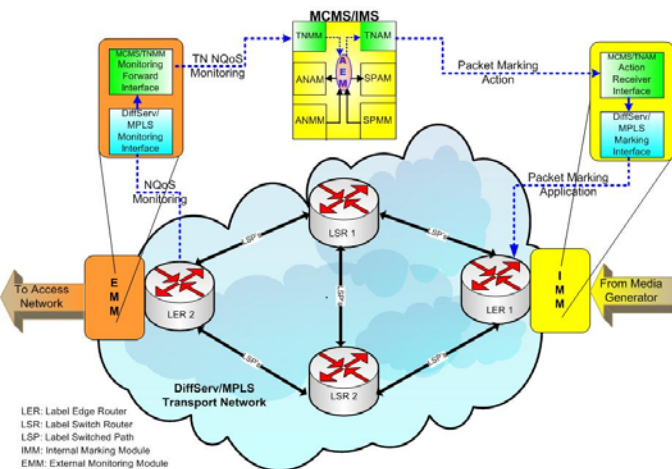 MCMS/IMS
TNMM
TNAM
AEM
ANAM
SPAM
ANMM
SPMM
MCMS/TNMM
Monitoring
Forward
Interface
DiffServ/
MPLS
Monitoring
Interface
TN NQoS
Monitoring
Packet Marking
Action
MCMS/TNAM
Action
Receiver
Interface
DiffServ/
MPLS
Marking
Interface
NQoS
Monitoring
Packet Marking
Application
LSR 1
LSP's
LSP's
LSP's
To Access
Network
EMM
LER 2
LER 1
IMM
From Media
Generator
LSP's
LSP's
LSR 2
DiffServ/MPLS
Transport Network
LER: Label Edge Router
LSR: Label Switch Router
LSP: Label Switched Path
IMM: Internal Marking Module
EMM: External Monitoring Module